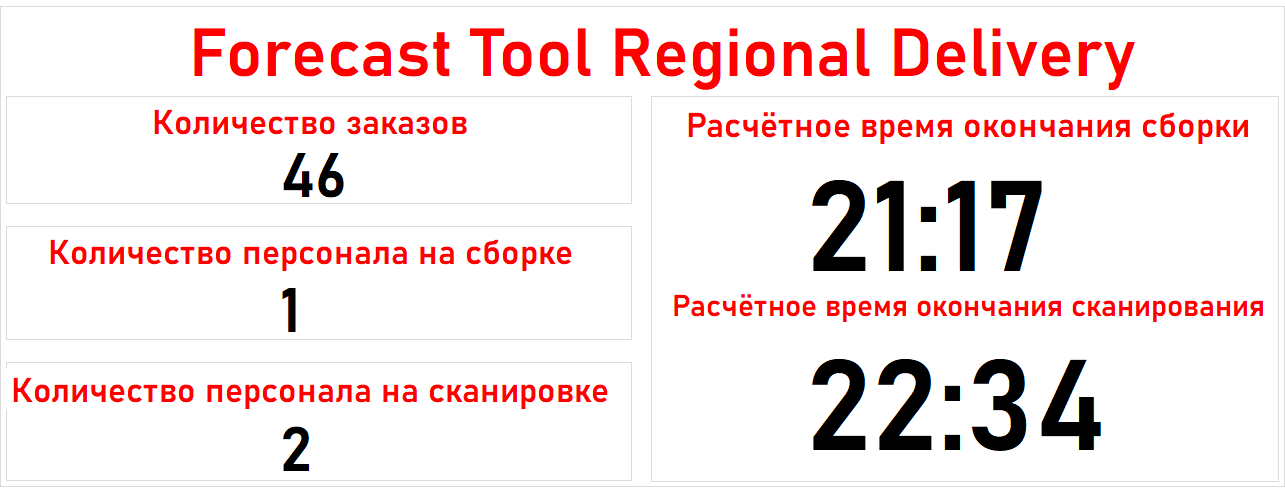 Forecast Tool Regional Delivery
Количество заказов
46
Количество персонала на сборке
1
Количество персонала на сканировке
2
Расчётное время окончания сборки
21:17
Расчётное время окончания сканирования
22:34